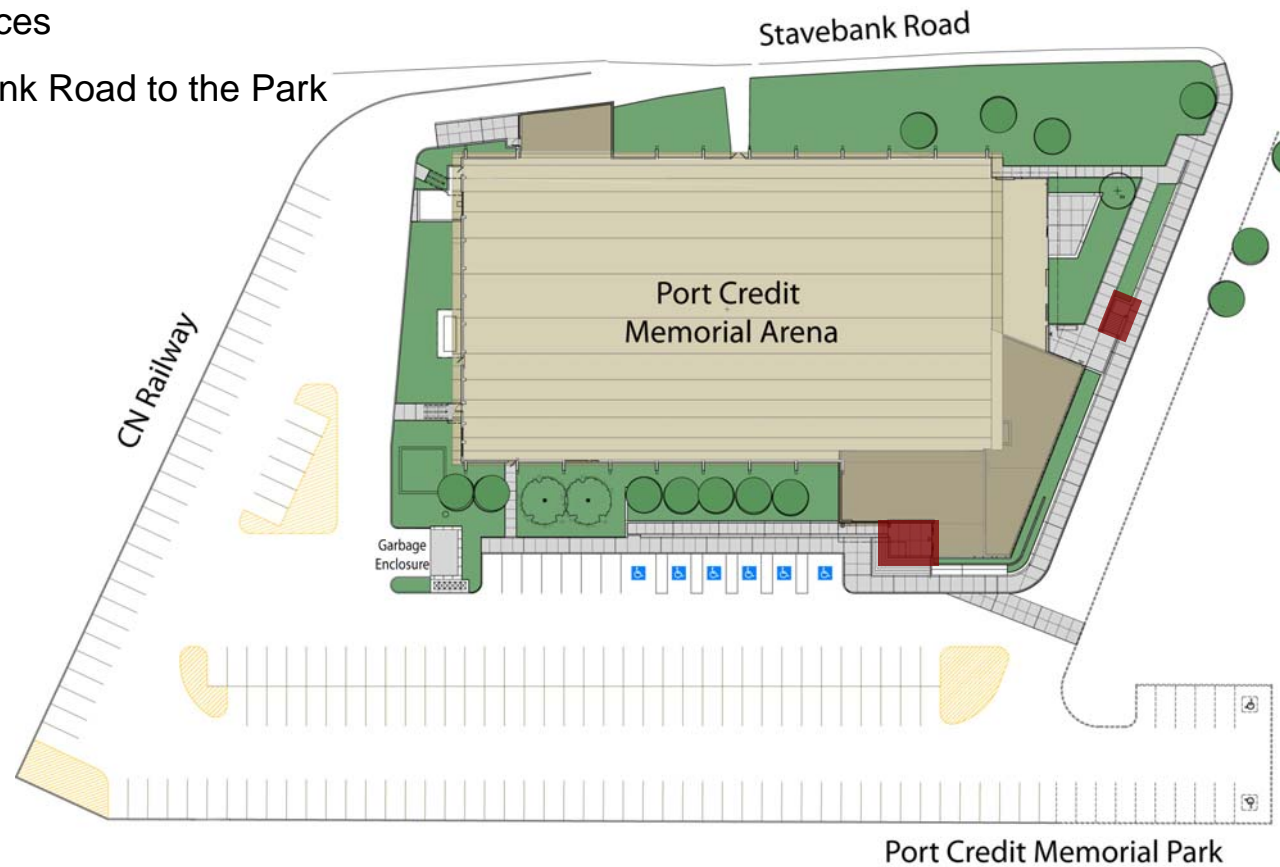 ces
nk Road to the Park
Stavebank Road
Port Credit
Memorial Arena
CN Railway
Garbage
Enclosure
Port Credit Memorial Park